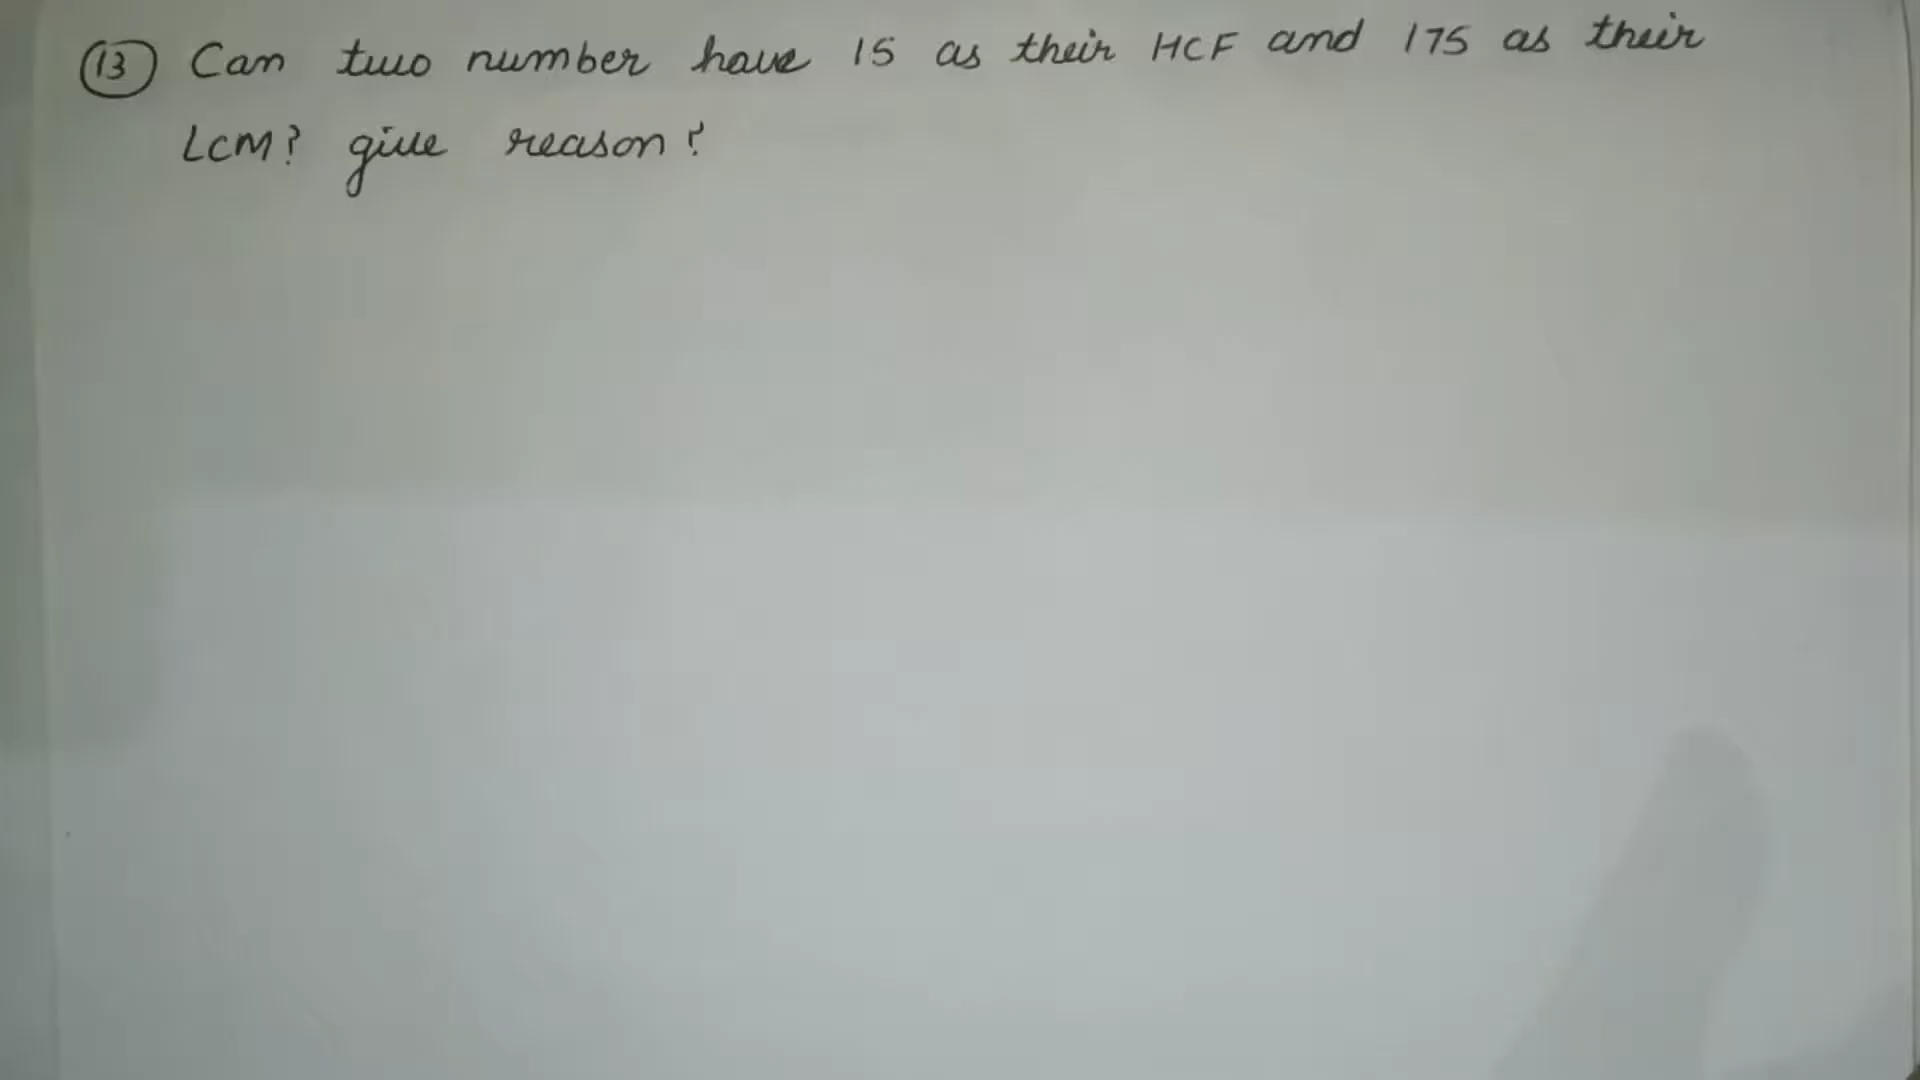 (13) Can two number have 15 as their HCF and 175 as their
LCM? give reason?